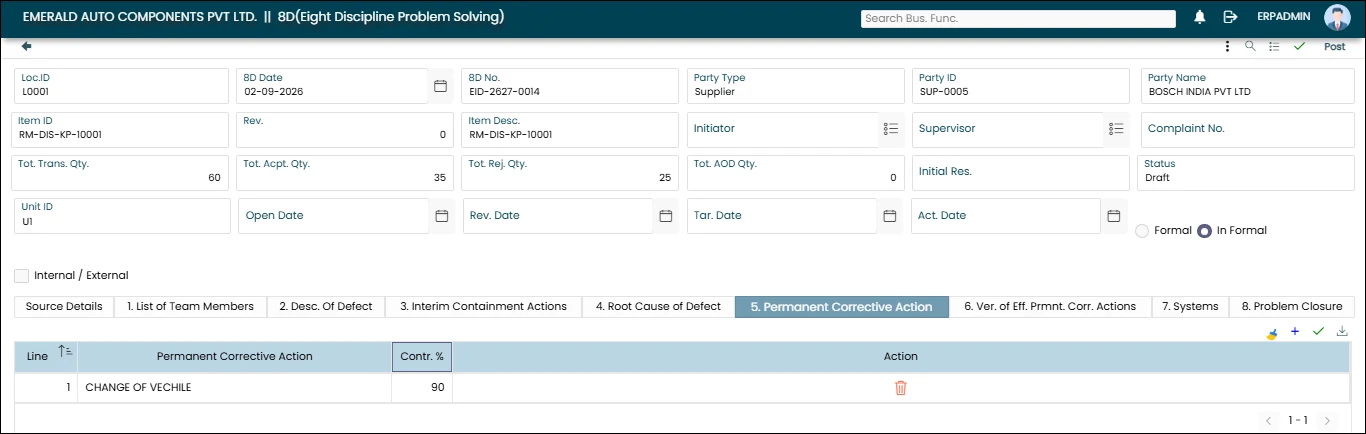 EMERALD AUTO COMPONENTS PVT LTD. || 8D(Eight Discipline Problem Solving)
Search Bus. Func.
ERPADMIN
Post
Loc.ID
L0001
8D Date
02-09-2026
8D No.
EID-2627-0014
Party Type
Supplier
Party ID
SUP-0005
Party Name
BOSCH INDIA PVT LTD
Item ID
RM-DIS-KP-10001
Rev.
0
Item Desc.
RM-DIS-KP-10001
Initiator
Supervisor
Complaint No.
Tot. Trans. Qty.
60
Tot. Acpt. Qty.
35
Tot. Rej. Qty.
25
Tot. AOD Qty.
0
Initial Res.
Status
Draft
Unit ID
U1
Open Date
Rev. Date
Tar. Date
Act. Date
Formal
In Formal
Internal / External
Source Details
1. List of Team Members
2. Desc. Of Defect
3. Interim Containment Actions
4. Root Cause of Defect
5. Permanent Corrective Action
6. Ver. of Eff. Prmnt. Corr. Actions
7. Systems
8. Problem Closure
Line
Permanent Corrective Action
Contr. %
Action
1
CHANGE OF VECHILE
90
1 - 1